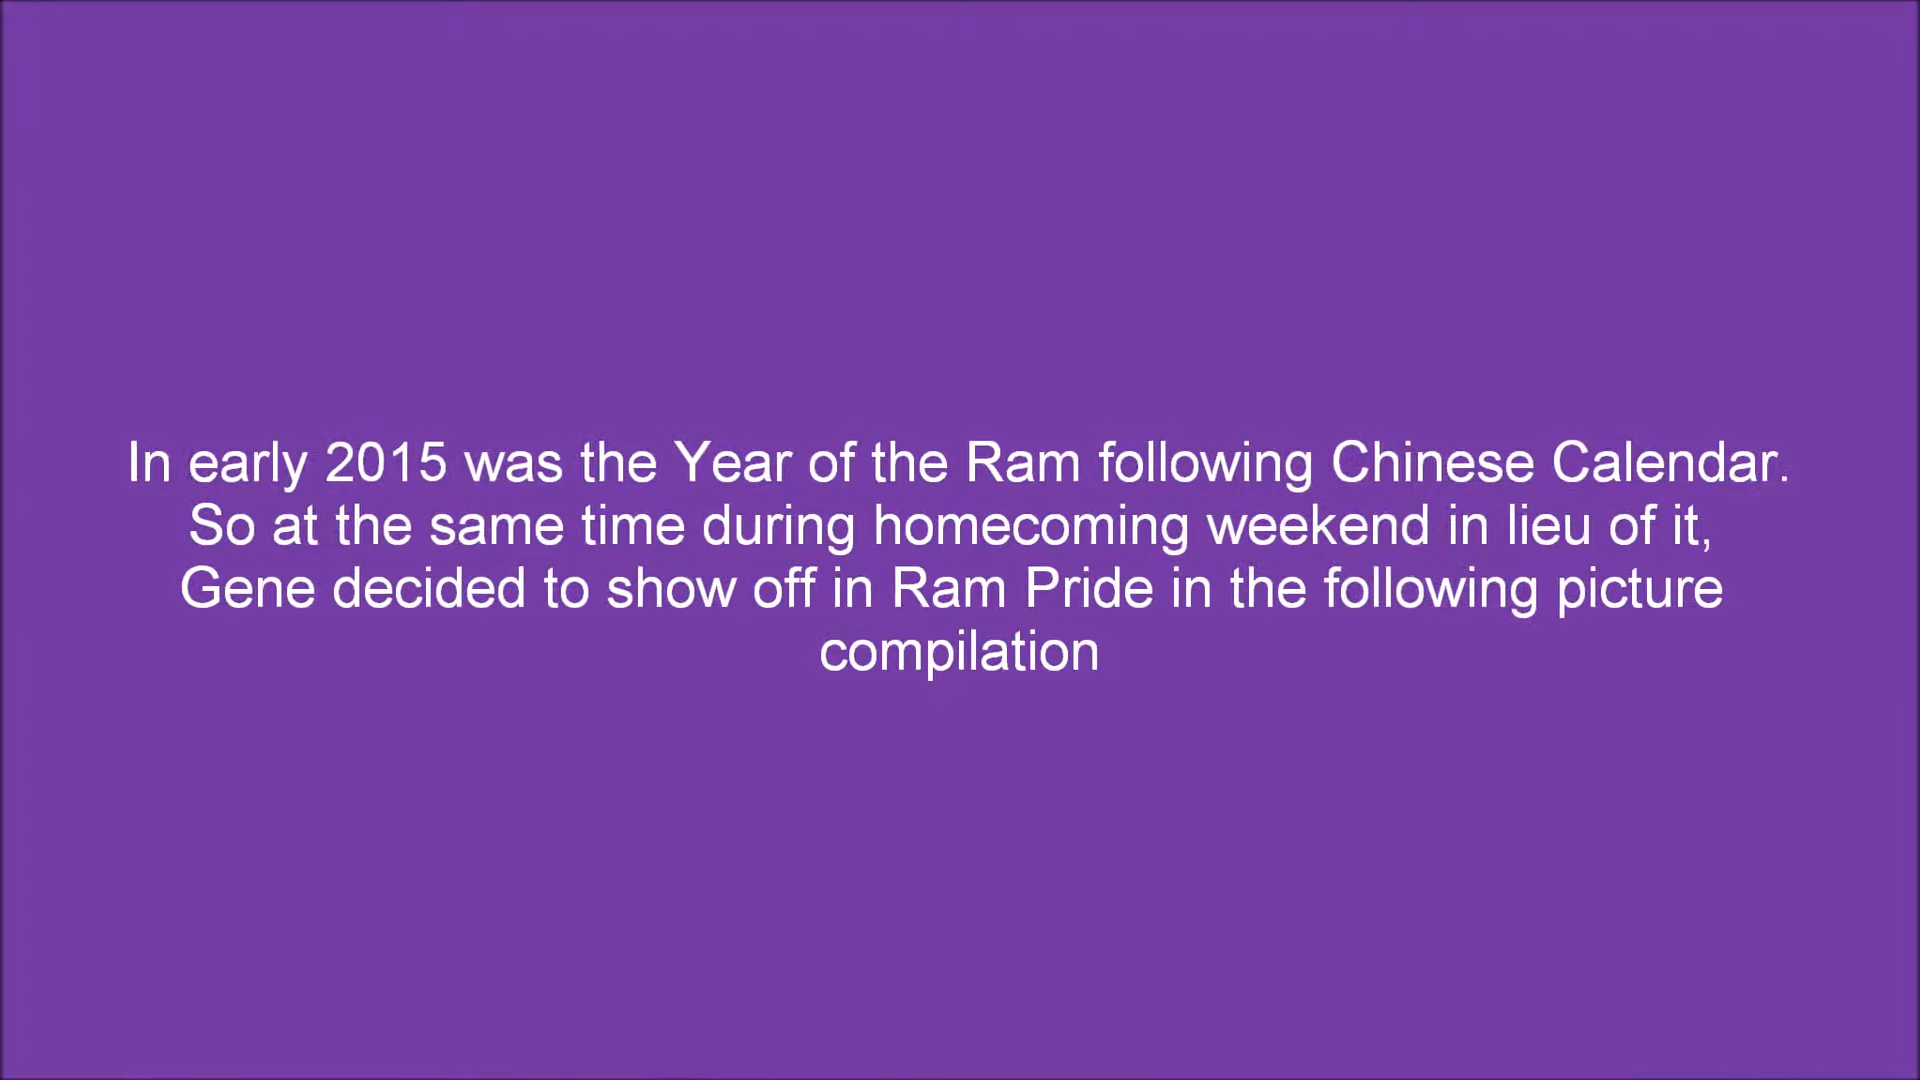 In early 2015 was the Year of the Ram following Chinese Calendar.
So at the same time during homecoming weekend in lieu of it,
Gene decided to show off in Ram Pride in the following picture
compilation